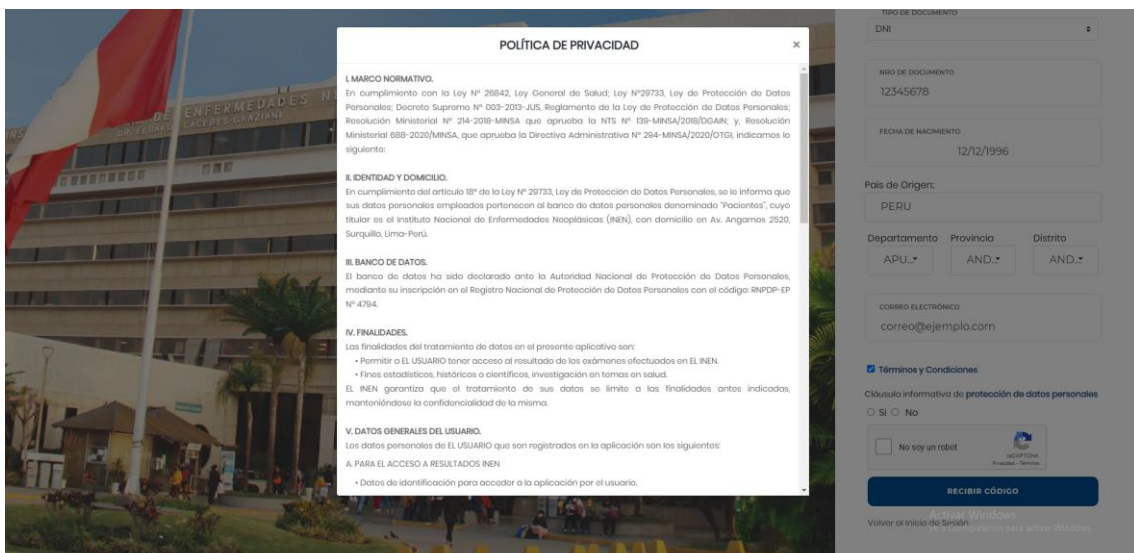 POLÍTICA DE PRIVACIDAD
×
I. MARCO NORMATIVO.
En cumplimiento con la Ley N° 26842, Ley General de Salud; Ley N°29733, Ley de Protección de Datos
Personales; Decreto Supremo N° 003-2013-JUS, Reglamento de la Ley de Protección de Datos Personales;
Resolución Ministerial N° 214-2018-MINSA que aprueba la NTS N° 139-MINSA/2018/DGAIN; y, Resolución
Ministerial 688-2020/MINSA, que aprueba la Directiva Administrativa N° 294-MINSA/2020/OTGI, indicamos lo
siguiente:
II. IDENTIDAD Y DOMICILIO.
En cumplimiento del artículo 18° de la Ley N° 29733, Ley de Protección de Datos Personales, se le informa que
sus datos personales empleados pertenecen al banco de datos personales denominado "Pacientes", cuyo
titular es el Instituto Nacional de Enfermedades Neoplásicas (INEN), con domicilio en Av. Angamos 2520,
Surquillo, Lima-Perú.
III. BANCO DE DATOS.
El banco de datos ha sido declarado ante la Autoridad Nacional de Protección de Datos Personales,
mediante su inscripción en el Registro Nacional de Protección de Datos Personales con el código: RNPDP-EP
N° 4794.
IV. FINALIDADES.
Las finalidades del tratamiento de datos en el presente aplicativo son:
• Permitir a EL USUARIO tener acceso al resultado de los exámenes efectuados en EL INEN.
• Fines estadísticos, históricos o científicos, investigación en temas en salud.
EL INEN garantiza que el tratamiento de sus datos se limite a las finalidades antes indicadas,
manteniéndose la confidencialidad de la misma.
V. DATOS GENERALES DEL USUARIO.
Los datos personales de EL USUARIO que son registrados en la aplicación son los siguientes:
A. PARA EL ACCESO A RESULTADOS INEN
• Datos de identificación para acceder a la aplicación por el usuario.
TIPO DE DOCUMENTO
DNI
NRO DE DOCUMENTO
12345678
FECHA DE NACIMIENTO
12/12/1996
País de Origen:
PERU
Departamento Provincia Distrito
APU... AND... AND...
CORREO ELECTRÓNICO
correo@ejemplo.com
Términos y Condiciones
Cláusula informativa de protección de datos personales
Si No
No soy un robot
reCAPTCHA
Privacidad - Términos
RECIBIR CÓDIGO
Activar Windows
Volver al Inicio de Sesión
Ve a Configuración para activar Windows.
DE ENFERMEDADES
DR. EDUARDO CACERES GRAZIANI